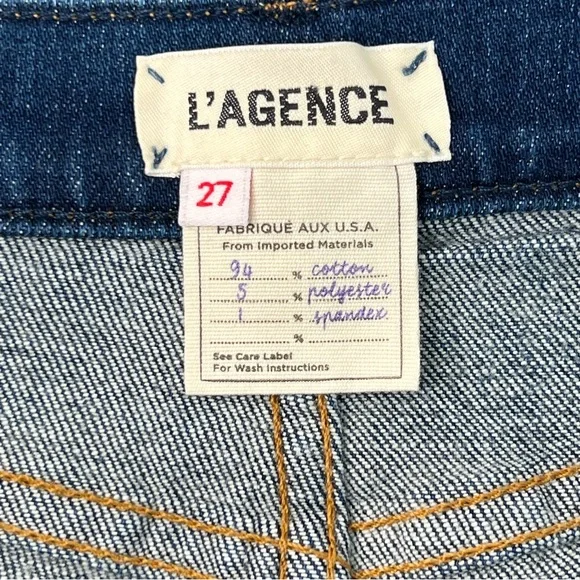 L'AGENCE
27
FABRIQUÉ AUX U.S.A.
From Imported Materials
94 % cotton
5 % polyester
1 % spandex
%
See Care Label
For Wash Instructions